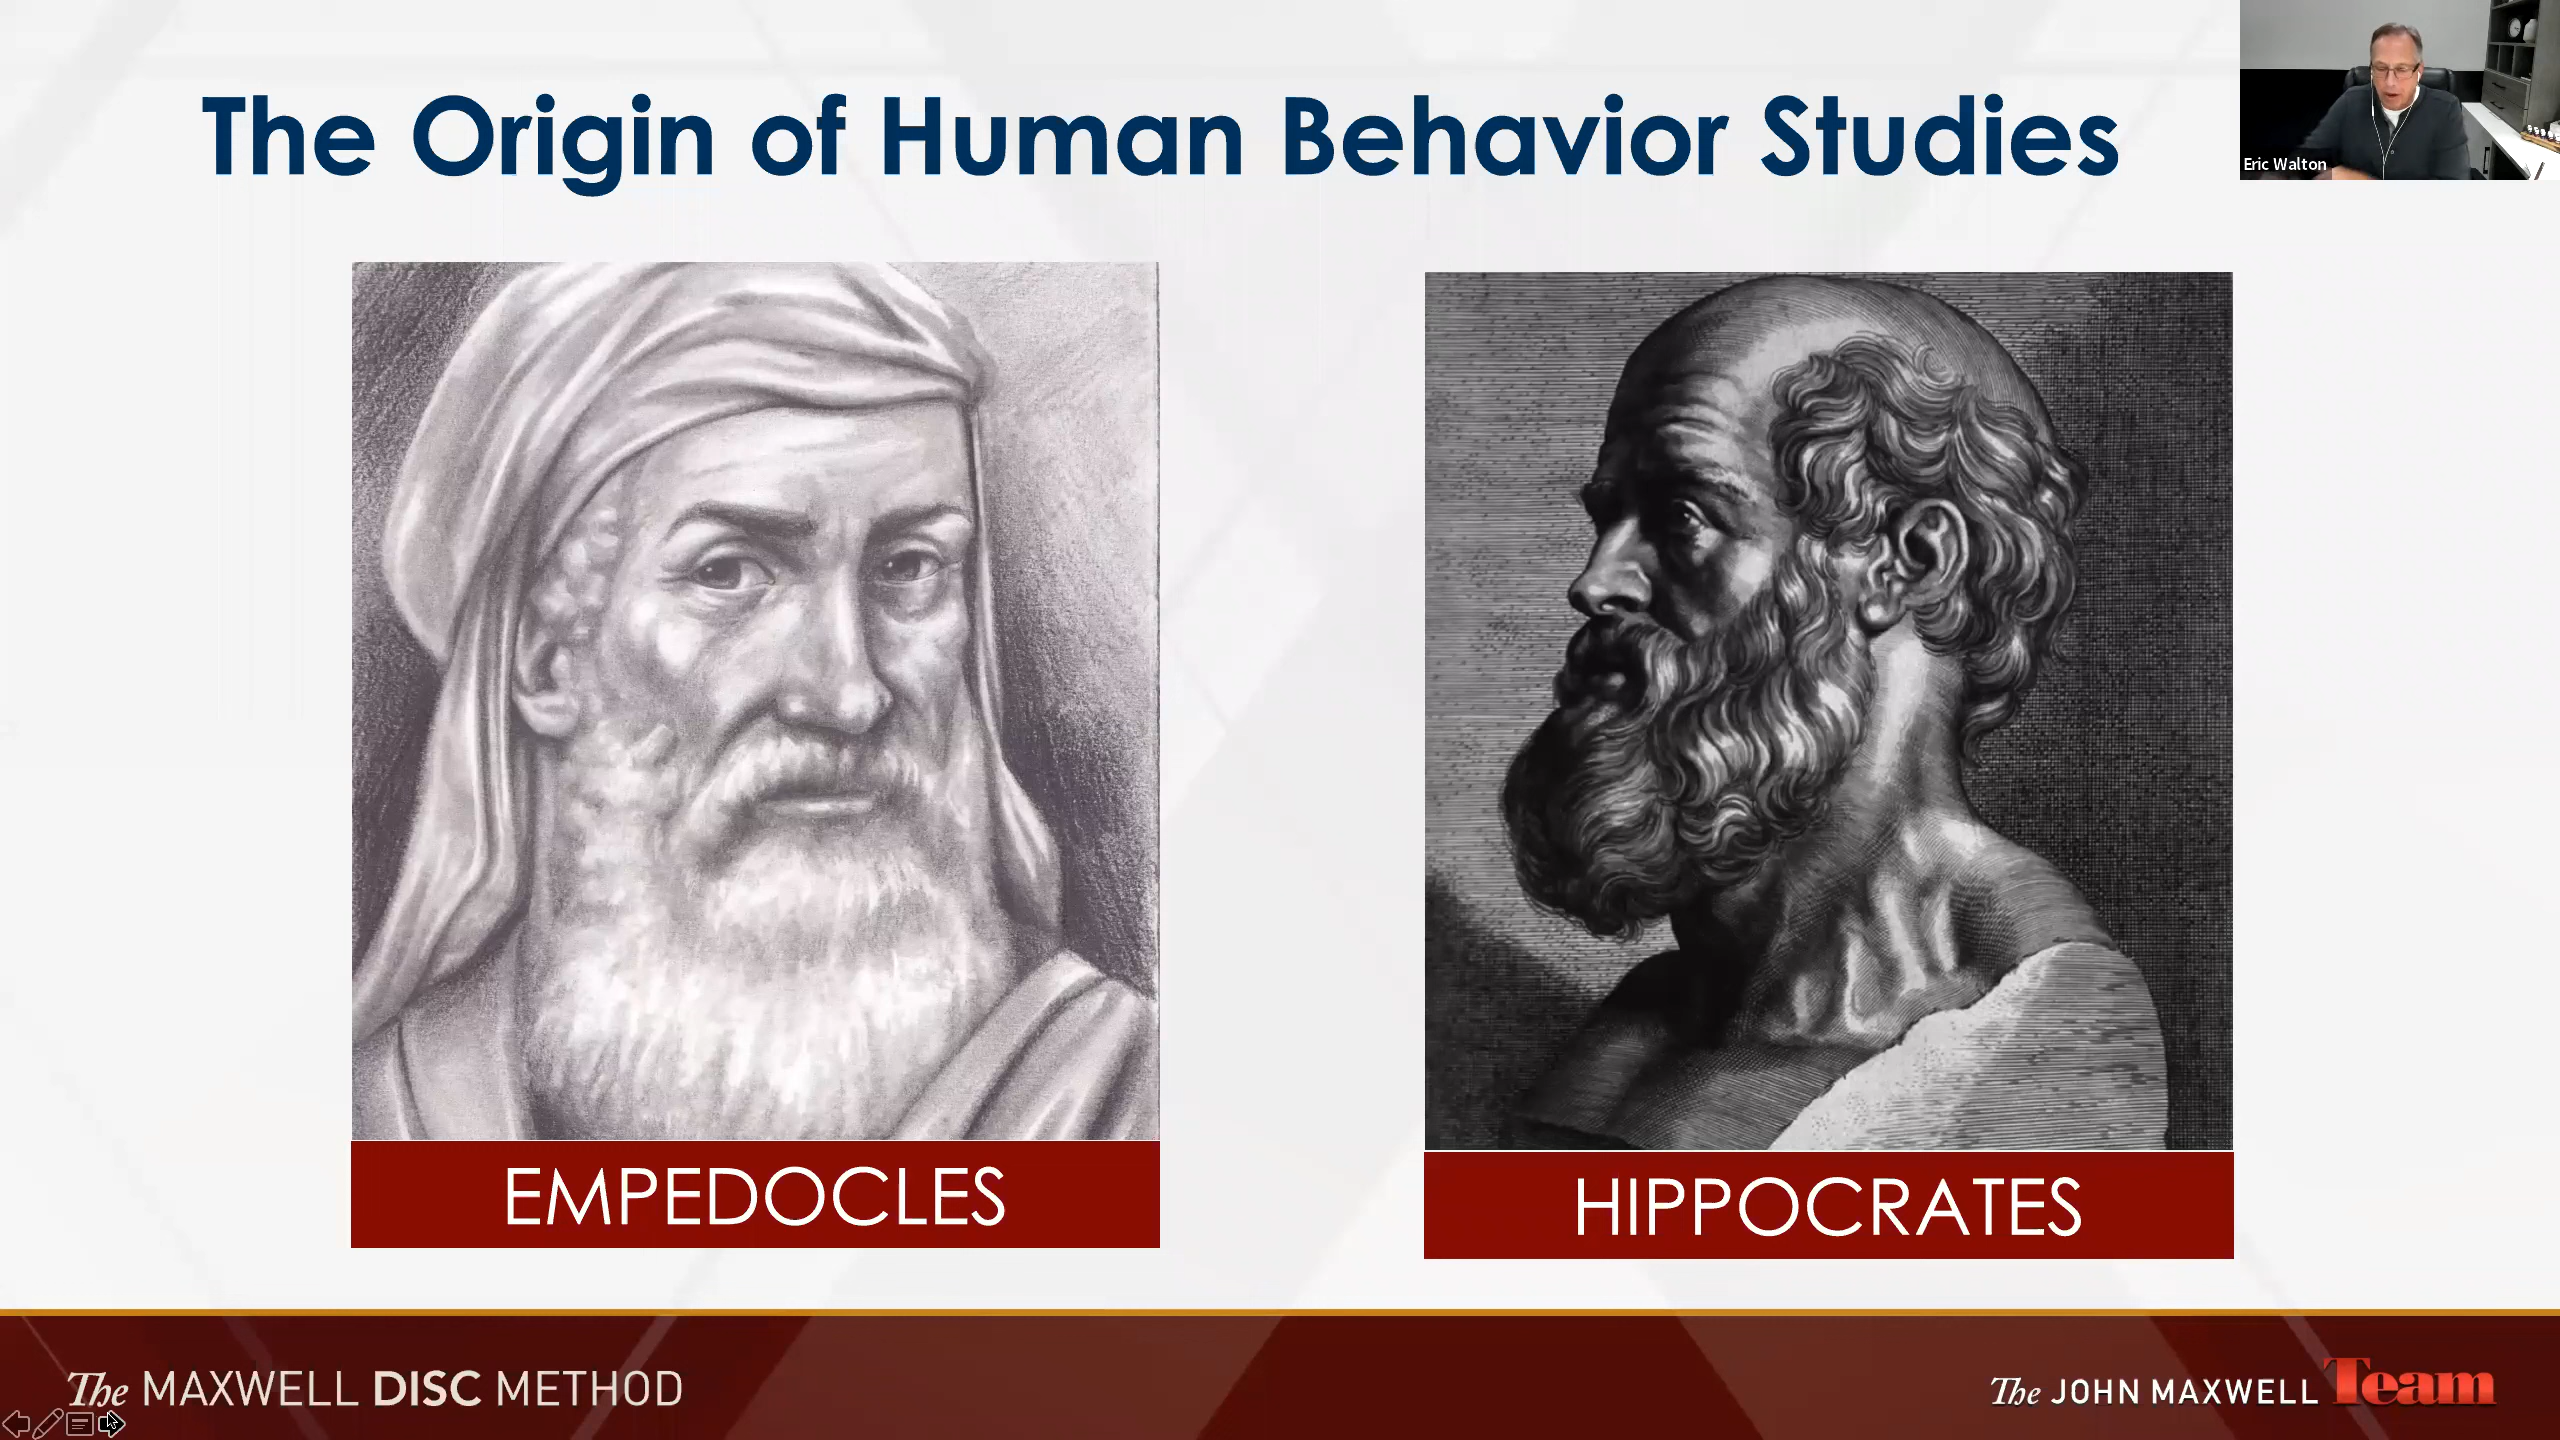 The Origin of Human Behavior Studies
Eric Walton
EMPEDOCLES
HIPPOCRATES
The MAXWELL DISC METHOD
The JOHN MAXWELL Team